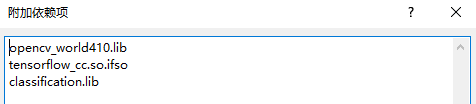 附加依赖项
opencv_world410.lib
tensorflow_cc.so.ifso
classification.lib